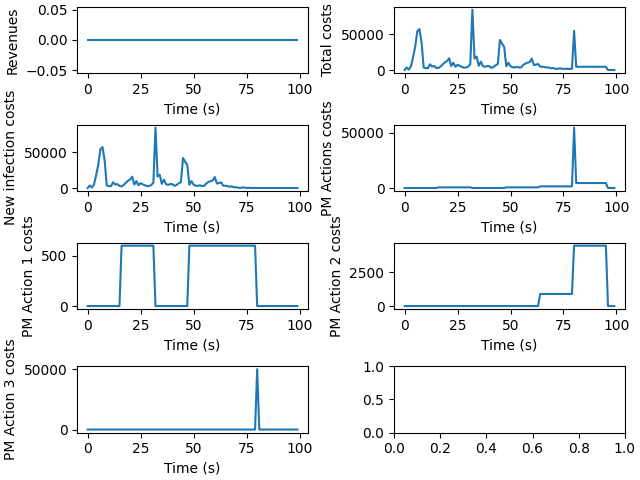 Revenues
0.05
0.00
−0.05
0 25 50 75 100
Time (s)
Total costs
50000
0
0 25 50 75 100
Time (s)
New infection costs
50000
0
0 25 50 75 100
Time (s)
PM Actions costs
50000
0
0 25 50 75 100
Time (s)
PM Action 1 costs
500
0
0 25 50 75 100
Time (s)
PM Action 2 costs
2500
0
0 25 50 75 100
Time (s)
PM Action 3 costs
50000
0
0 25 50 75 100
Time (s)
1.0
0.5
0.0
0.0 0.2 0.4 0.6 0.8 1.0